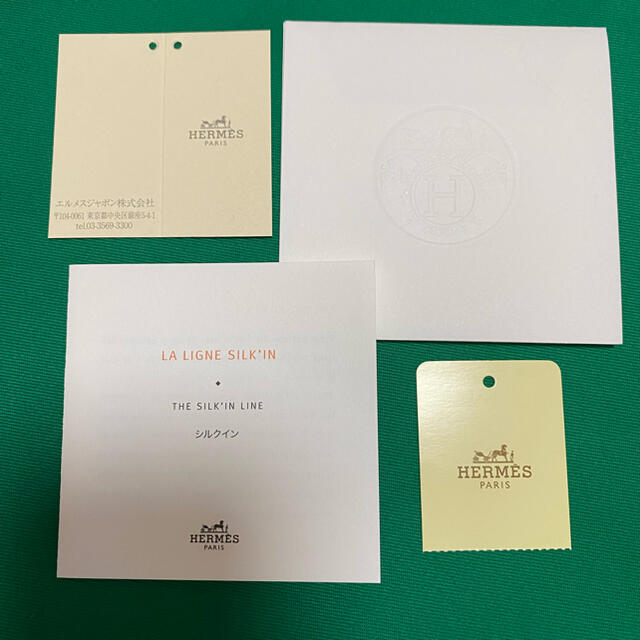 HERMÈS
PARIS
エルメスジャポン株式会社
〒104-0061 東京都中央区銀座5-4-1
tel.03-3569-3300
H
LA LIGNE SILK'IN
THE SILK'IN LINE
シルクイン
HERMÈS
PARIS
HERMÈS
PARIS